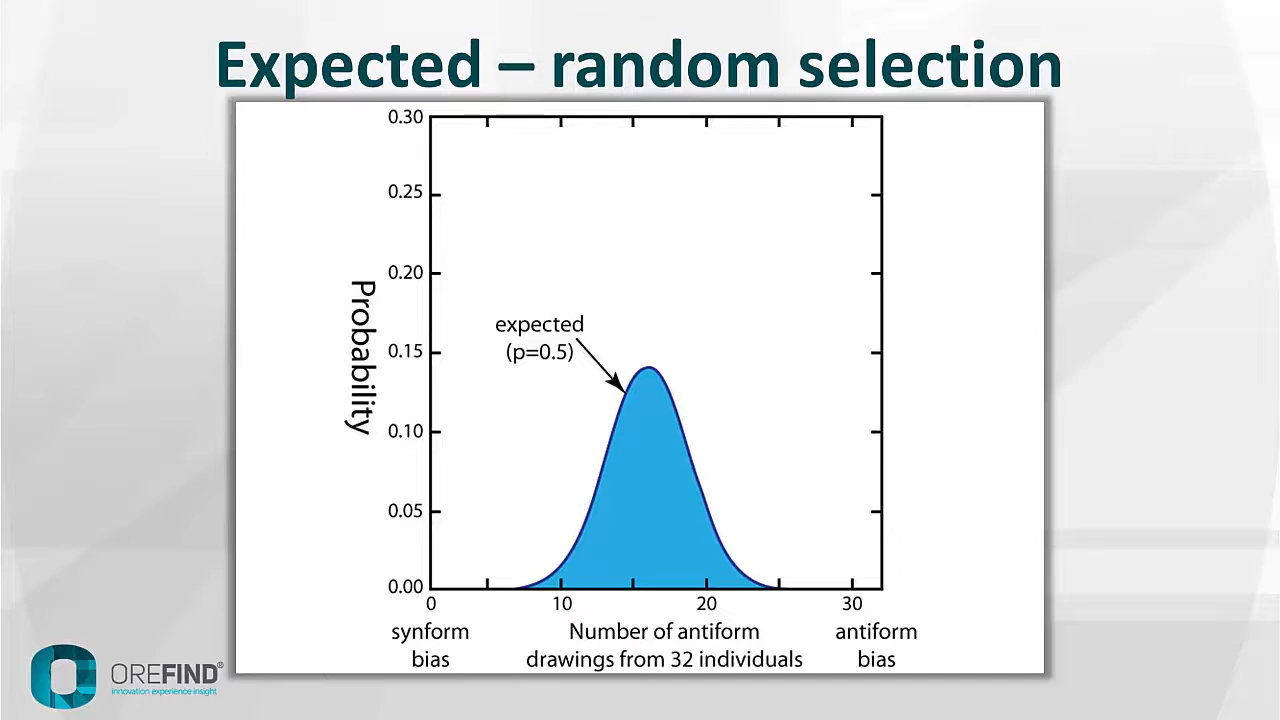 Expected – random selection
0.30
0.25
0.20
0.15
0.10
0.05
0.00
Probability
expected
(p=0.5)
0
10
20
30
synform
bias
Number of antiform
drawings from 32 individuals
antiform
bias
OREFIND®
innovation experience insight